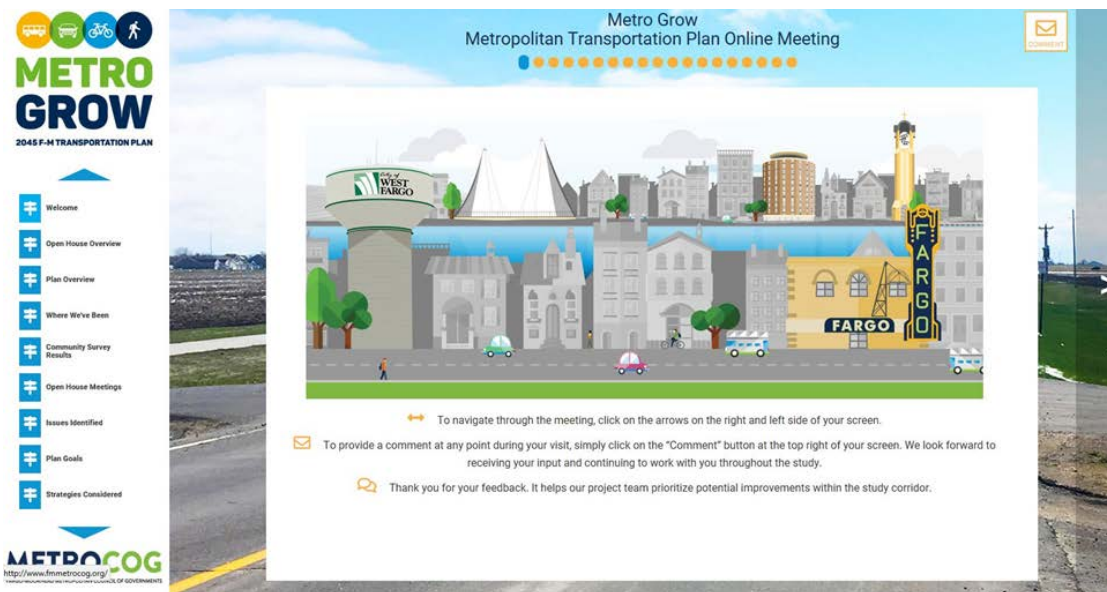 METRO
GROW
2045 F-M TRANSPORTATION PLAN
Welcome
Open House Overview
Plan Overview
Where We've Been
Community Survey
Results
Open House Meetings
Issues Identified
Plan Goals
Strategies Considered
METROCOG
http://www.fmmetrocog.org/
COUNCIL OF GOVERNMENTS
Metro Grow
Metropolitan Transportation Plan Online Meeting
COMMENT
City of
WEST
FARGO
FARGO
FARGO
To navigate through the meeting, click on the arrows on the right and left side of your screen.
To provide a comment at any point during your visit, simply click on the “Comment” button at the top right of your screen. We look forward to
receiving your input and continuing to work with you throughout the study.
Thank you for your feedback. It helps our project team prioritize potential improvements within the study corridor.